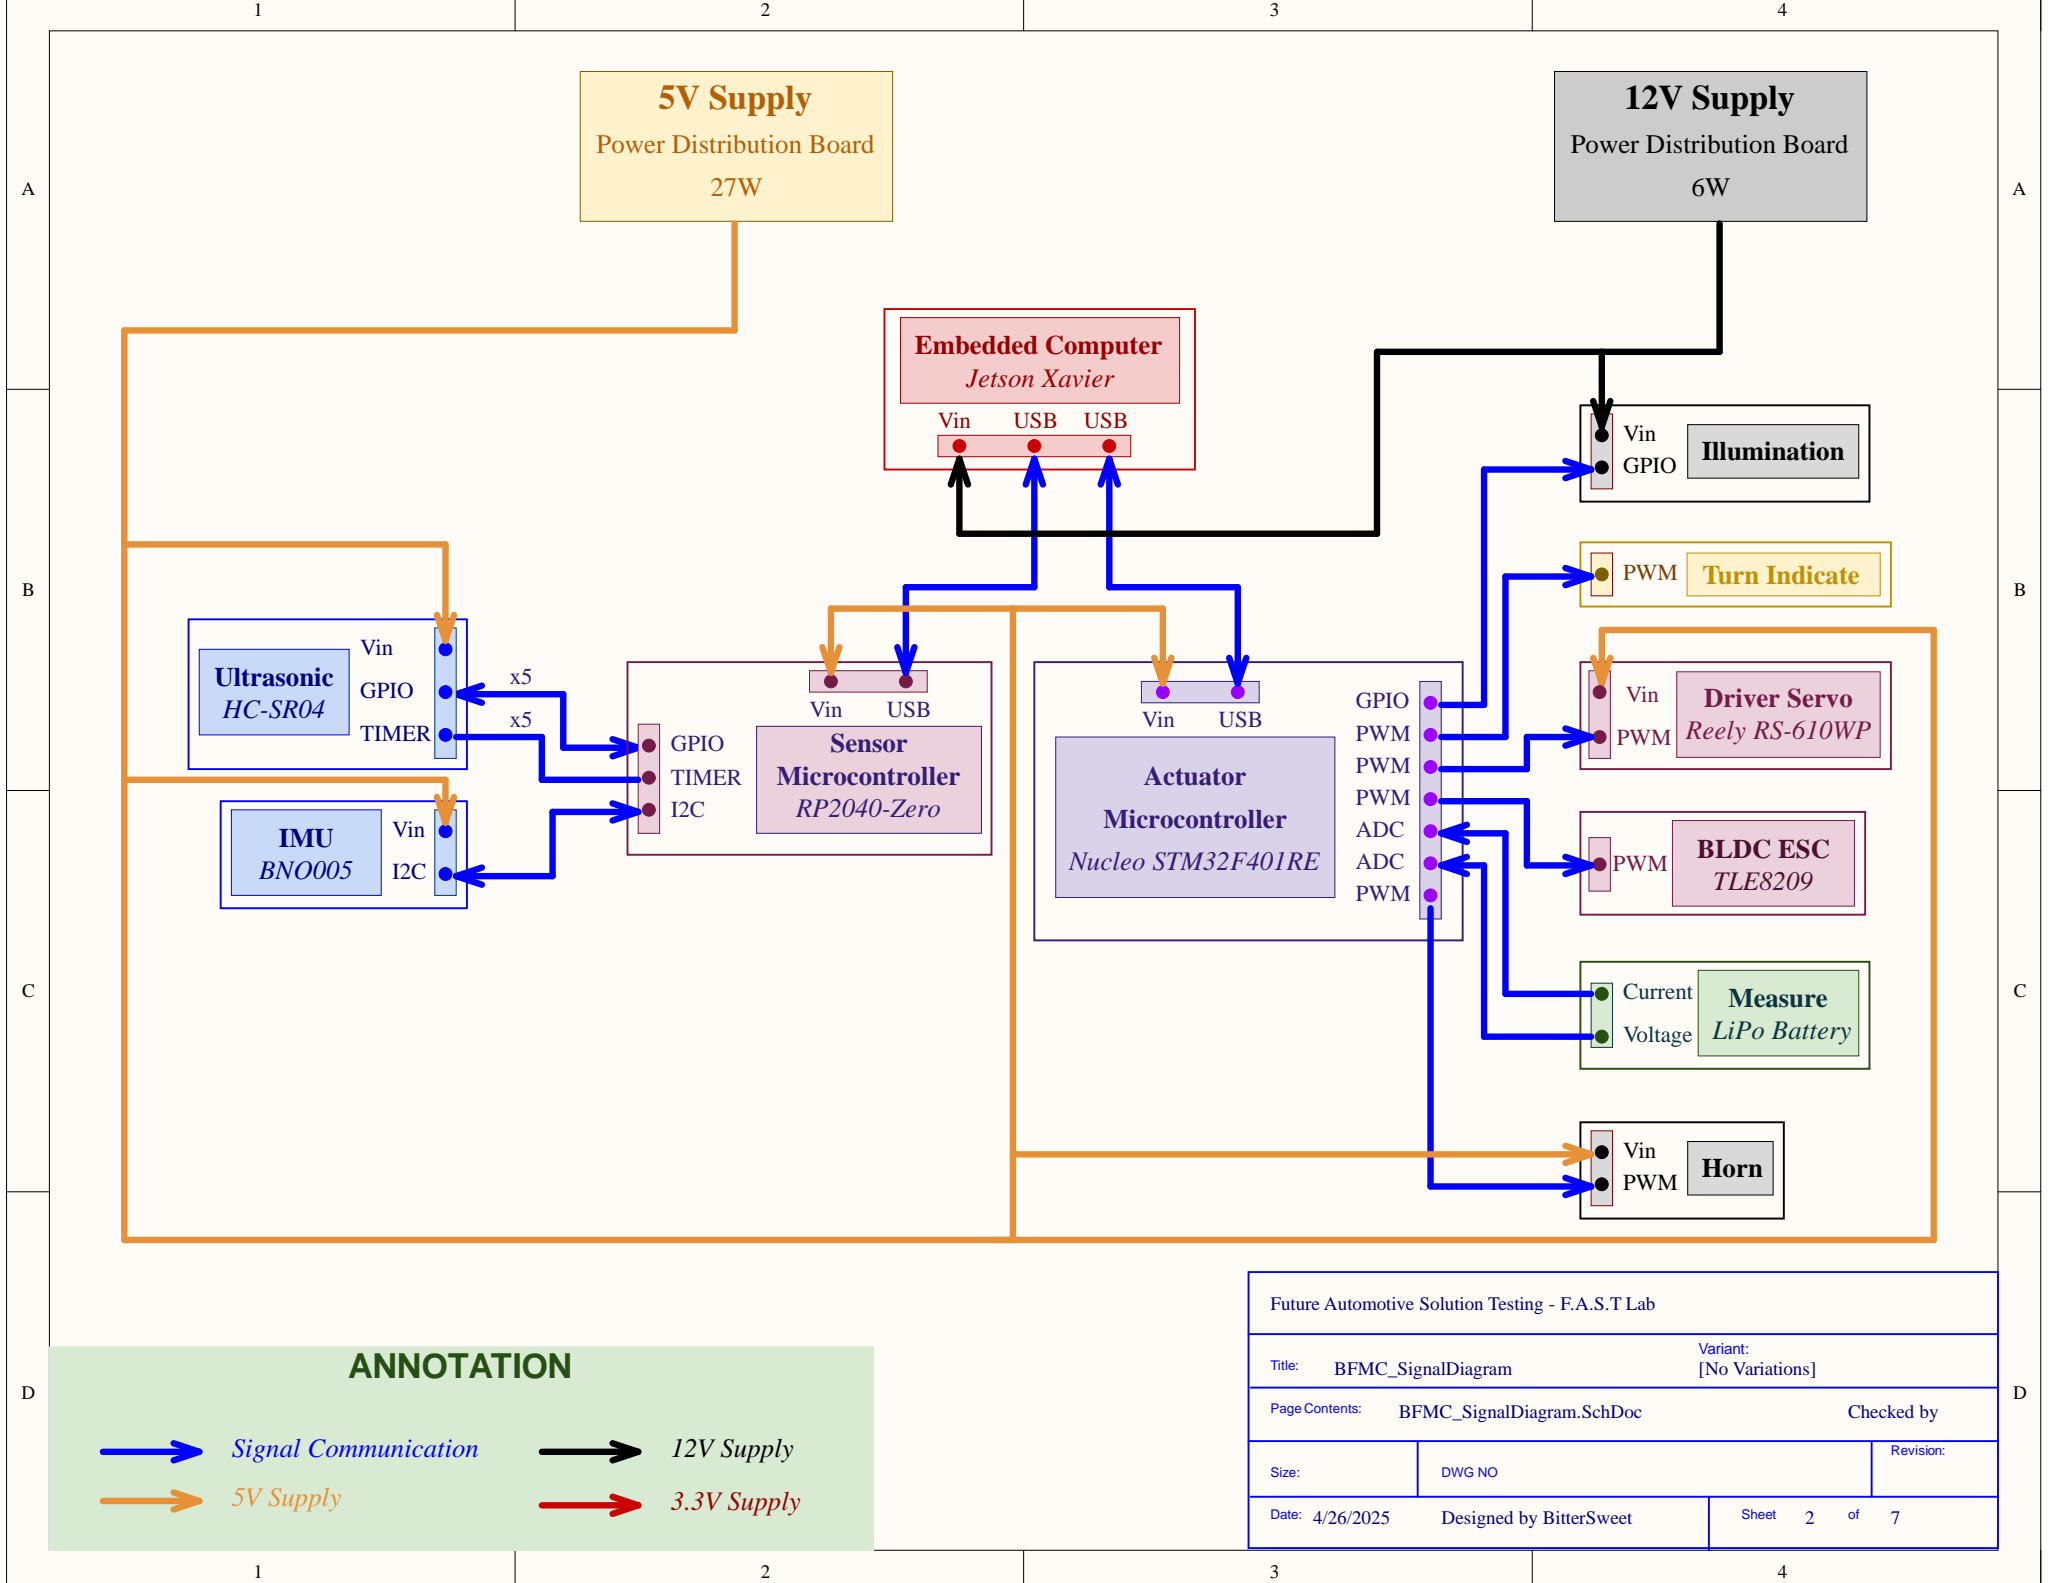 1 2 3 4
5V Supply
Power Distribution Board
27W
12V Supply
Power Distribution Board
6W
A
A
Embedded Computer
Jetson Xavier
Vin USB USB
Vin
GPIO
Illumination
PWM
Turn Indicate
B
B
Ultrasonic
HC-SR04
Vin
GPIO
TIMER
x5
x5
Vin USB
GPIO
TIMER
I2C
Sensor
Microcontroller
RP2040-Zero
Vin USB
Actuator
Microcontroller
Nucleo STM32F401RE
GPIO
PWM
PWM
PWM
ADC
ADC
PWM
Vin
PWM
Driver Servo
Reely RS-610WP
IMU
BNO005
Vin
I2C
PWM
BLDC ESC
TLE8209
C
C
Current
Voltage
Measure
LiPo Battery
Vin
PWM
Horn
Future Automotive Solution Testing - F.A.S.T Lab
Title: BFMC_SignalDiagram
Variant:
[No Variations]
Page Contents: BFMC_SignalDiagram.SchDoc Checked by
Size: DWG NO Revision:
Date: 4/26/2025 Designed by BitterSweet Sheet 2 of 7
D
D
ANNOTATION
Signal Communication
12V Supply
5V Supply
3.3V Supply
1 2 3 4